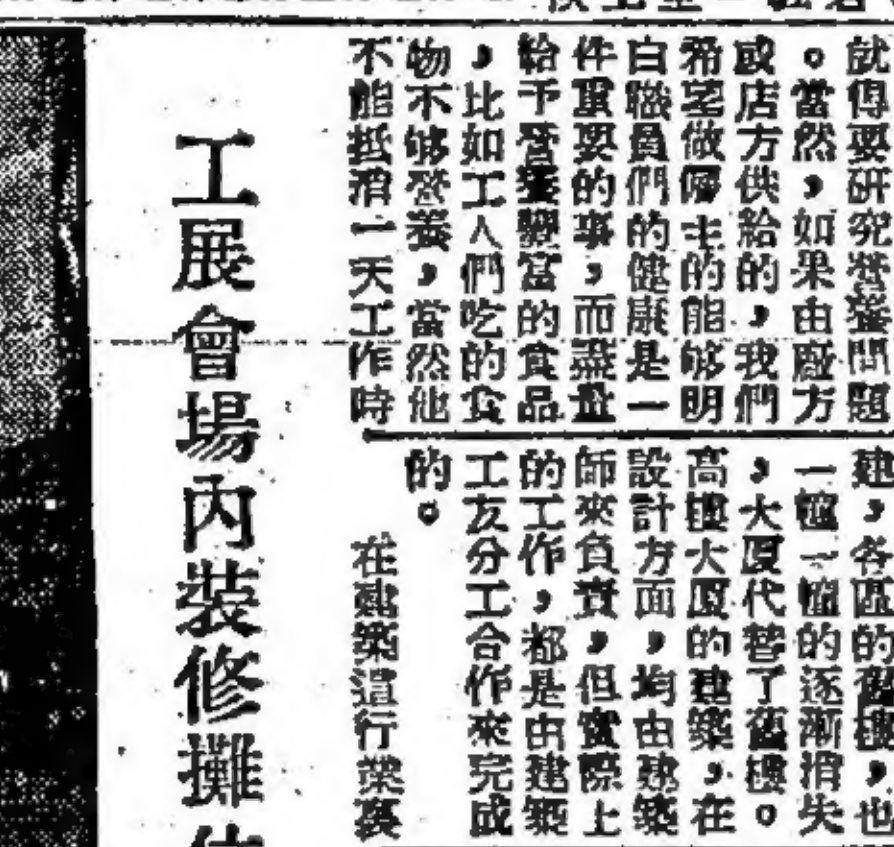 就得要研究營養問題
。當然，如果由廠方
或店方供給的，我們
希望做僱主的能够明
白職員們的健康是一
件重要的事，而盡量
給予營養豐富的食品
，比如工人們吃的食
物不够營養，當然他
不能抵消一天工作時
建，各區的舊樓，也
一幢一幢的逐漸消失
，大厦代替了舊樓。
高樓大厦的建築，在
設計方面，均由建築
師來負責，但實際上
的工作，都是由建築
工友分工合作來完成
的。
在建築這行業裏
工展會場內裝修攤